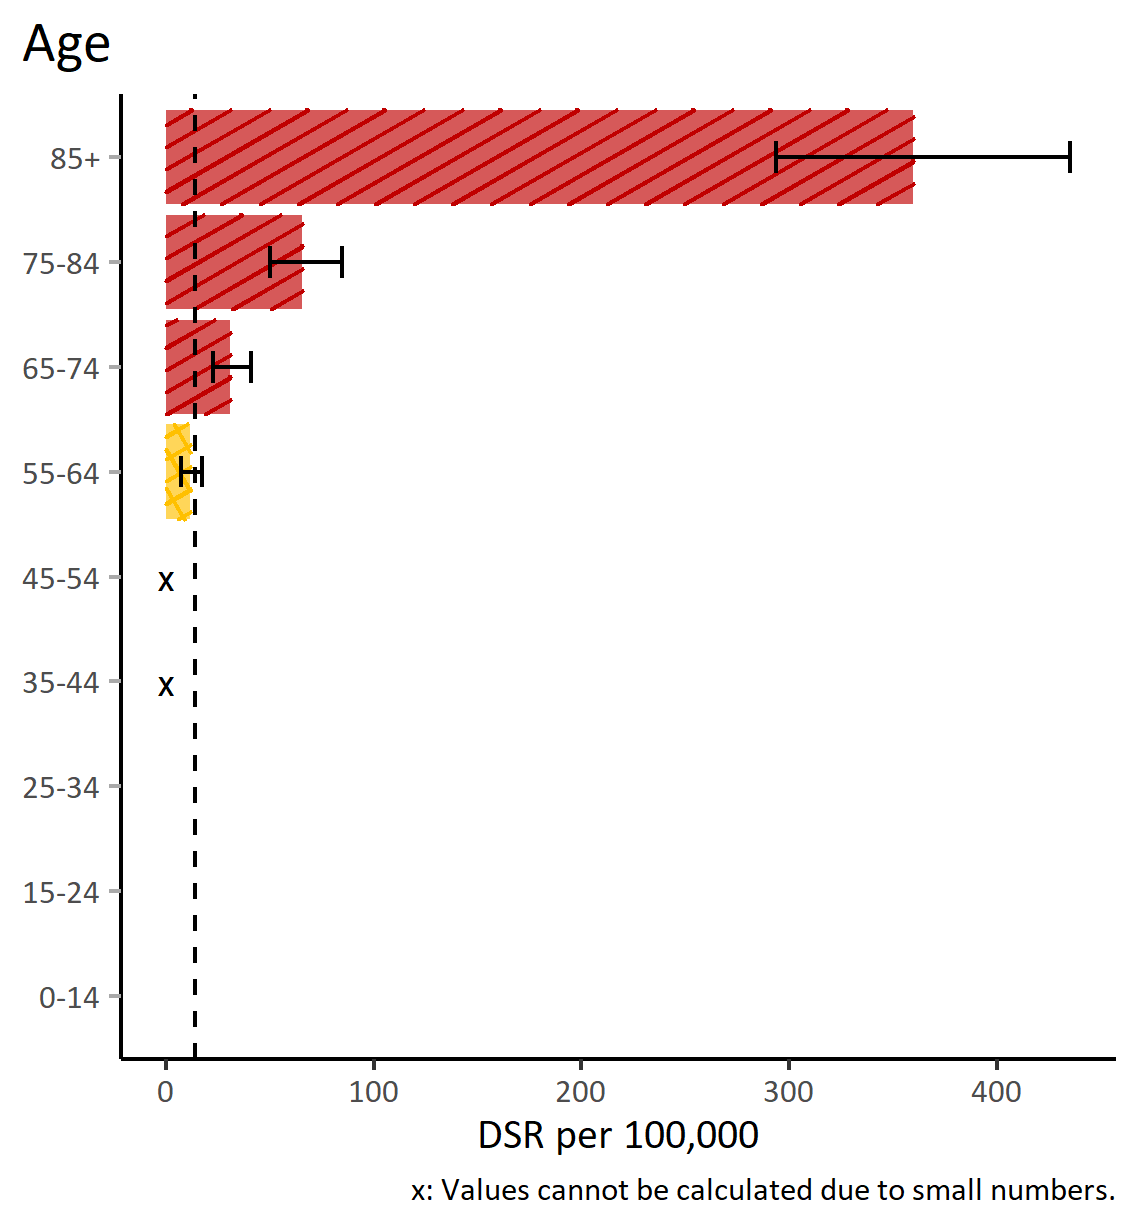 Age
85+
75-84
65-74
55-64
45-54
x
35-44
x
25-34
15-24
0-14
0 100 200 300 400
DSR per 100,000
x: Values cannot be calculated due to small numbers.